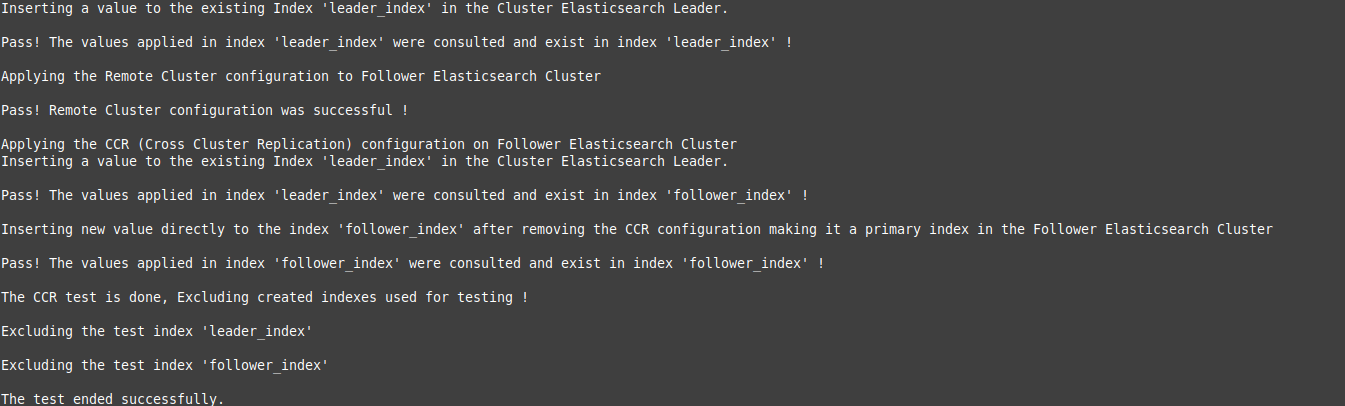 Inserting a value to the existing Index 'leader_index' in the Cluster Elasticsearch Leader.
Pass! The values applied in index 'leader_index' were consulted and exist in index 'leader_index' !
Applying the Remote Cluster configuration to Follower Elasticsearch Cluster
Pass! Remote Cluster configuration was successful !
Applying the CCR (Cross Cluster Replication) configuration on Follower Elasticsearch Cluster
Inserting a value to the existing Index 'leader_index' in the Cluster Elasticsearch Leader.
Pass! The values applied in index 'leader_index' were consulted and exist in index 'follower_index' !
Inserting new value directly to the index 'follower_index' after removing the CCR configuration making it a primary index in the Follower Elasticsearch Cluster
Pass! The values applied in index 'follower_index' were consulted and exist in index 'follower_index' !
The CCR test is done, Excluding created indexes used for testing !
Excluding the test index 'leader_index'
Excluding the test index 'follower_index'
The test ended successfully.